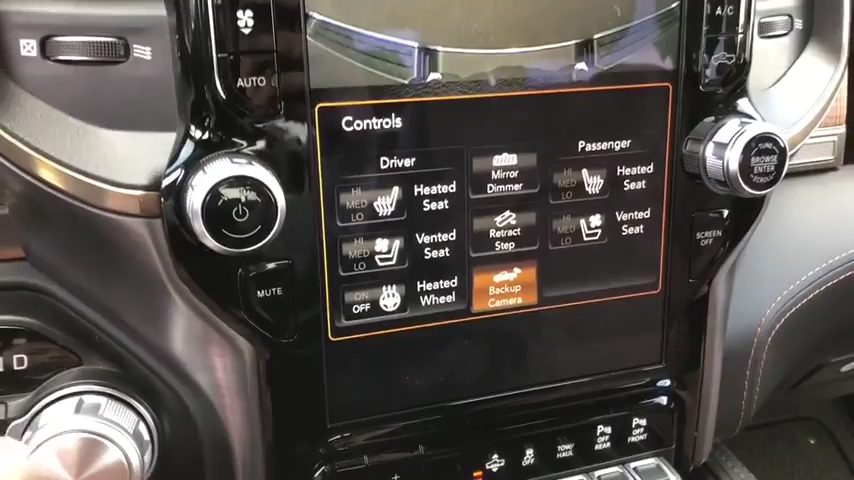 AUTO
A/C
Controls
Driver
Passenger
HI
MED
LO
Heated
Seat
Mirror
Dimmer
HI
MED
LO
Heated
Seat
HI
MED
LO
Vented
Seat
Retract
Step
HI
MED
LO
Vented
Seat
ON
OFF
Heated
Wheel
Backup
Camera
MUTE
TUNE
BROWSE
ENTER
SCROLL
SCREEN
OFF
D
OFF
TOW/
HAUL
OFF
REAR
OFF
FRONT